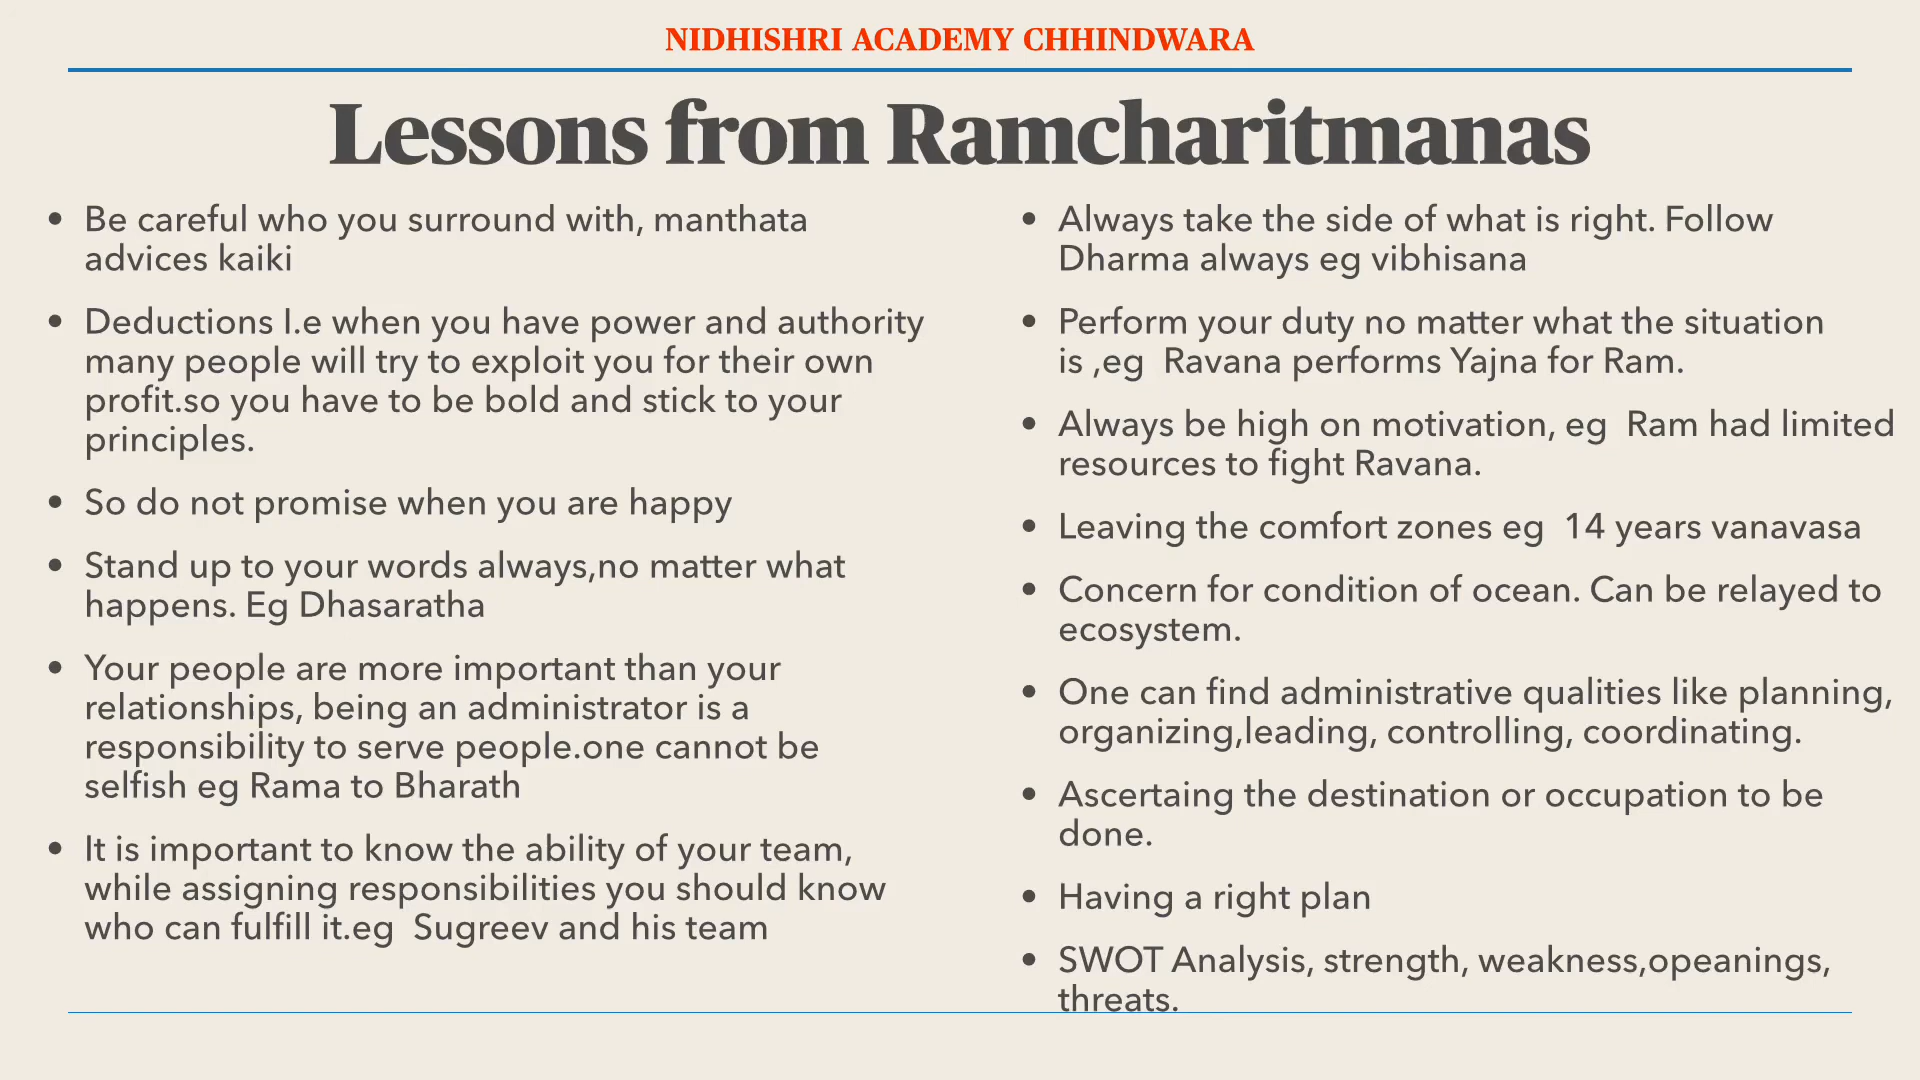 NIDHISHRI ACADEMY CHHINDWARA
Lessons from Ramcharitmanas
• Be careful who you surround with, manthata
advices kaiki
• Deductions I.e when you have power and authority
many people will try to exploit you for their own
profit.so you have to be bold and stick to your
principles.
• So do not promise when you are happy
• Stand up to your words always,no matter what
happens. Eg Dhasaratha
• Your people are more important than your
relationships, being an administrator is a
responsibility to serve people.one cannot be
selfish eg Rama to Bharath
• It is important to know the ability of your team,
while assigning responsibilities you should know
who can fulfill it.eg  Sugreev and his team
• Always take the side of what is right. Follow
Dharma always eg vibhisana
• Perform your duty no matter what the situation
is ,eg  Ravana performs Yajna for Ram.
• Always be high on motivation, eg  Ram had limited
resources to fight Ravana.
• Leaving the comfort zones eg  14 years vanavasa
• Concern for condition of ocean. Can be relayed to
ecosystem.
• One can find administrative qualities like planning,
organizing,leading, controlling, coordinating.
• Ascertaing the destination or occupation to be
done.
• Having a right plan
• SWOT Analysis, strength, weakness,opeanings,
threats.